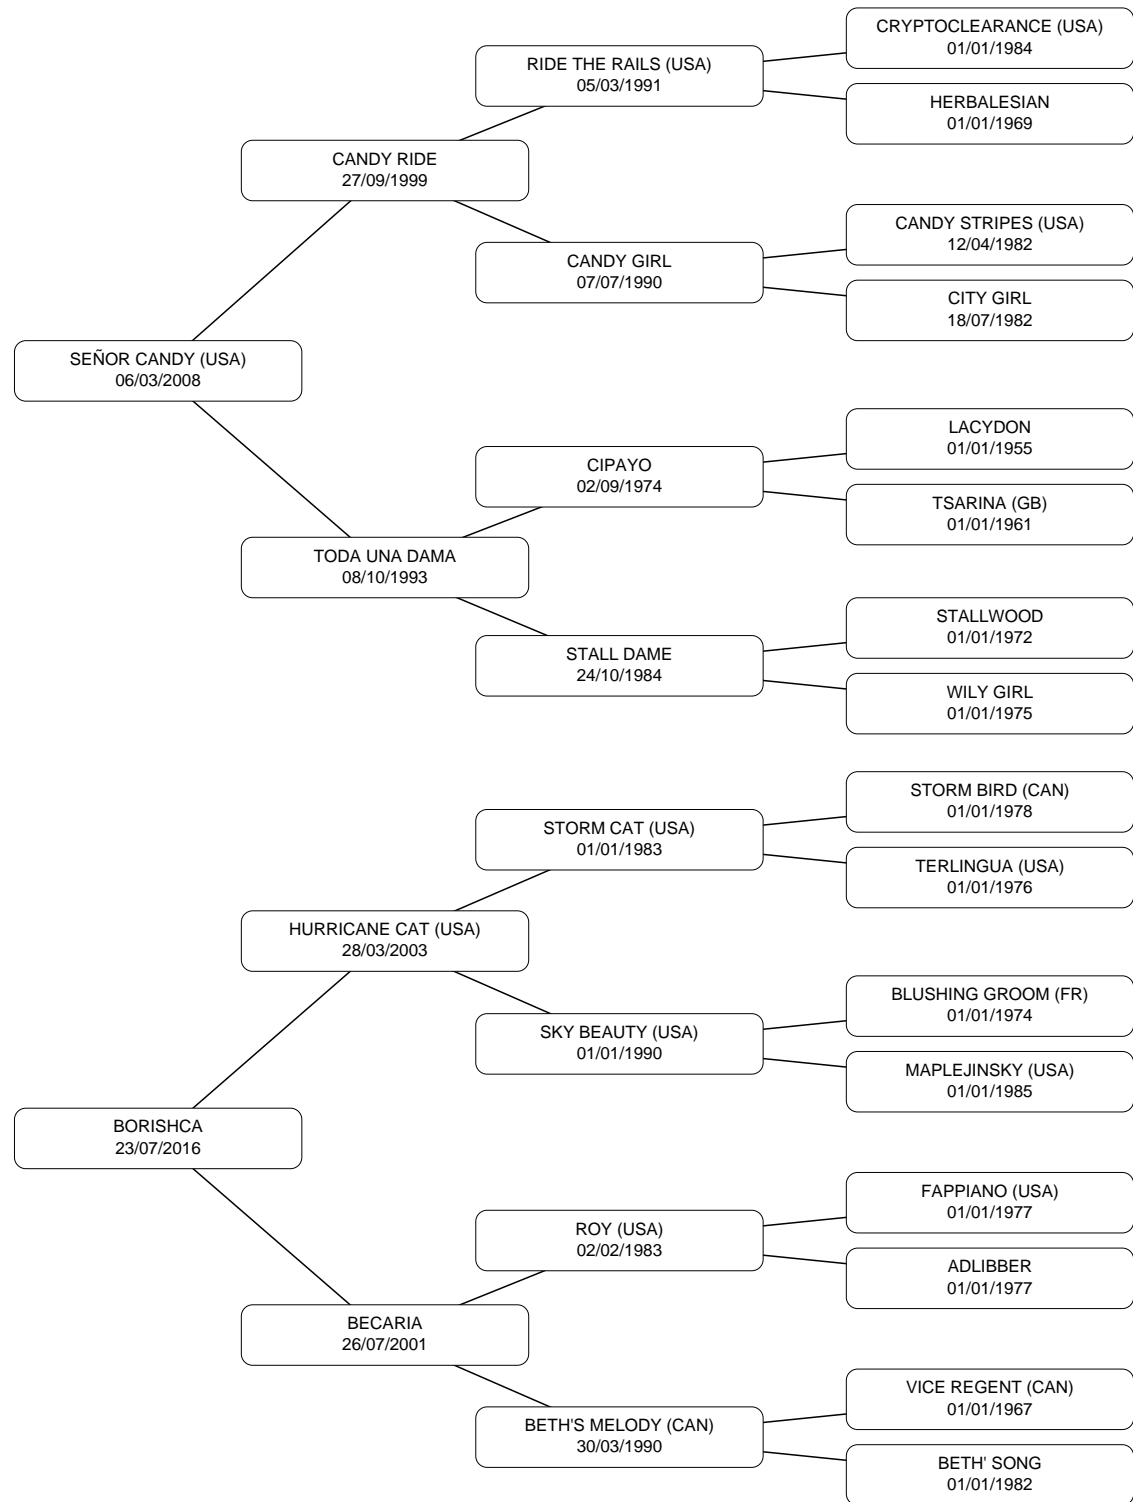 CRYPTOCLEARANCE (USA)
01/01/1984
RIDE THE RAILS (USA)
05/03/1991
HERBALESIAN
01/01/1969
CANDY RIDE
27/09/1999
CANDY STRIPES (USA)
12/04/1982
CANDY GIRL
07/07/1990
CITY GIRL
18/07/1982
SEÑOR CANDY (USA)
06/03/2008
LACYDON
01/01/1955
CIPAYO
02/09/1974
TSARINA (GB)
01/01/1961
TODA UNA DAMA
08/10/1993
STALLWOOD
01/01/1972
STALL DAME
24/10/1984
WILY GIRL
01/01/1975
STORM BIRD (CAN)
01/01/1978
STORM CAT (USA)
01/01/1983
TERLINGUA (USA)
01/01/1976
HURRICANE CAT (USA)
28/03/2003
BLUSHING GROOM (FR)
01/01/1974
SKY BEAUTY (USA)
01/01/1990
MAPLEJINSKY (USA)
01/01/1985
BORISHCA
23/07/2016
FAPPIANO (USA)
01/01/1977
ROY (USA)
02/02/1983
ADLIBBER
01/01/1977
BECARIA
26/07/2001
VICE REGENT (CAN)
01/01/1967
BETH'S MELODY (CAN)
30/03/1990
BETH' SONG
01/01/1982